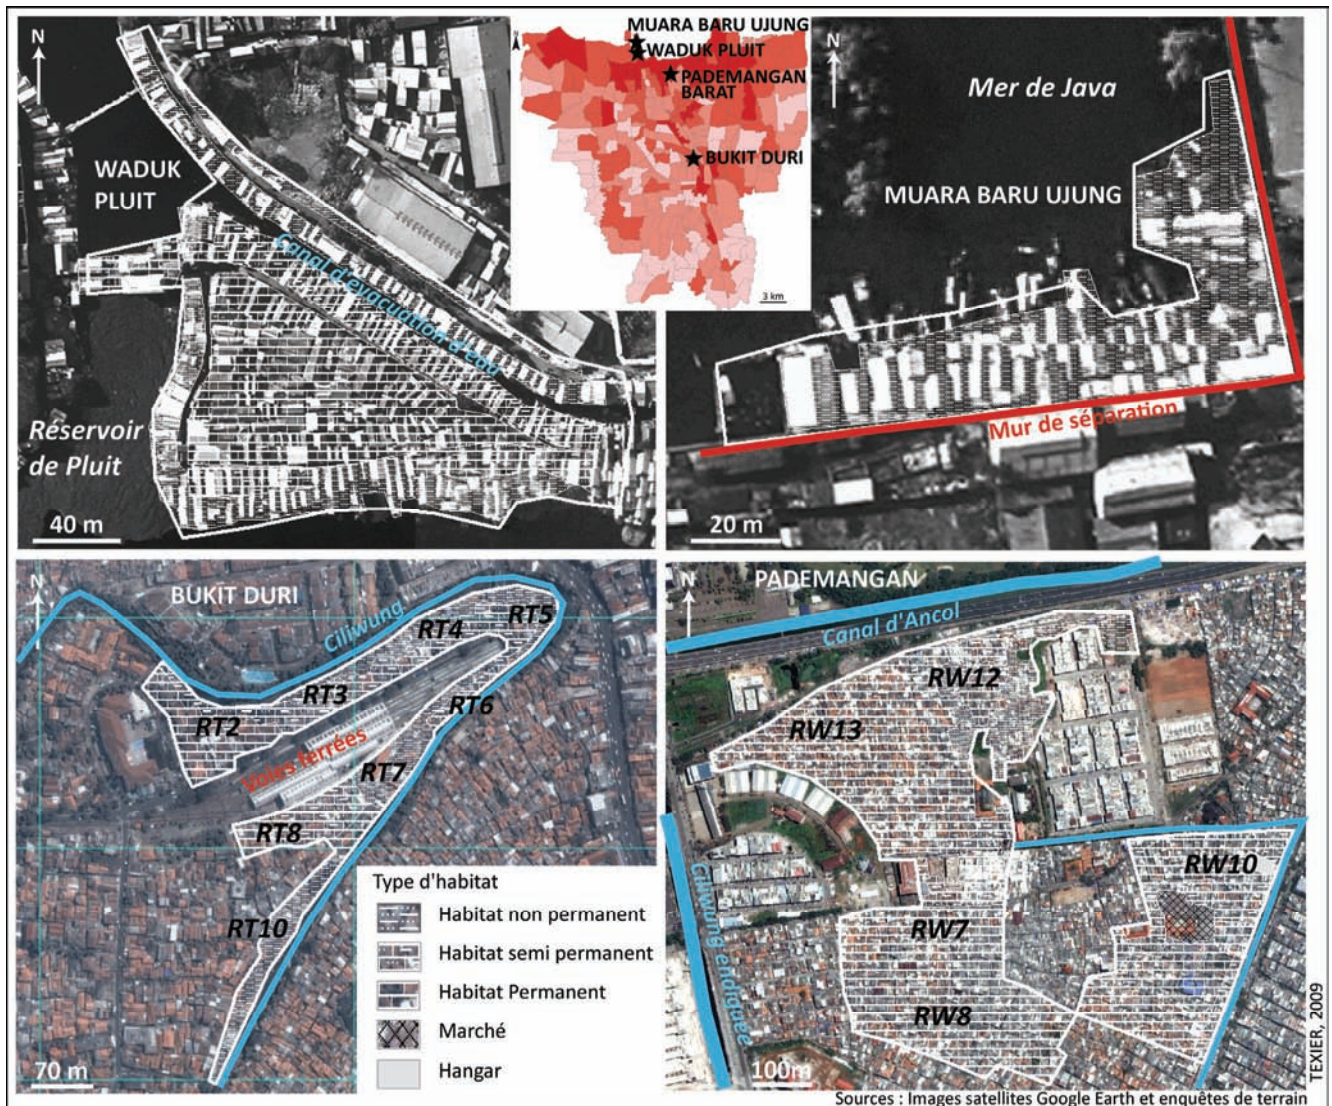 N
WADUK
PLUIT
Canal d'évacuation d'eau
Réservoir
de Pluit
40 m
MUARA BARU UJUNG
WADUK PLUIT
PADEMANGAN
BARAT
BUKIT DURI
3 km
N
Mer de Java
MUARA BARU UJUNG
Mur de séparation
20 m
N
BUKIT DURI
Ciliwung
RT5
RT4
RT3
RT6
RT2
Voies ferrées
RT7
RT8
RT10
70 m
Type d'habitat
Habitat non permanent
Habitat semi permanent
Habitat Permanent
Marché
Hangar
N
PADEMANGAN
Canal d'Ancol
RW12
RW13
RW10
RW7
RW8
Ciliwung endiguée
100m
TEXIER, 2009
Sources : Images satellites Google Earth et enquêtes de terrain